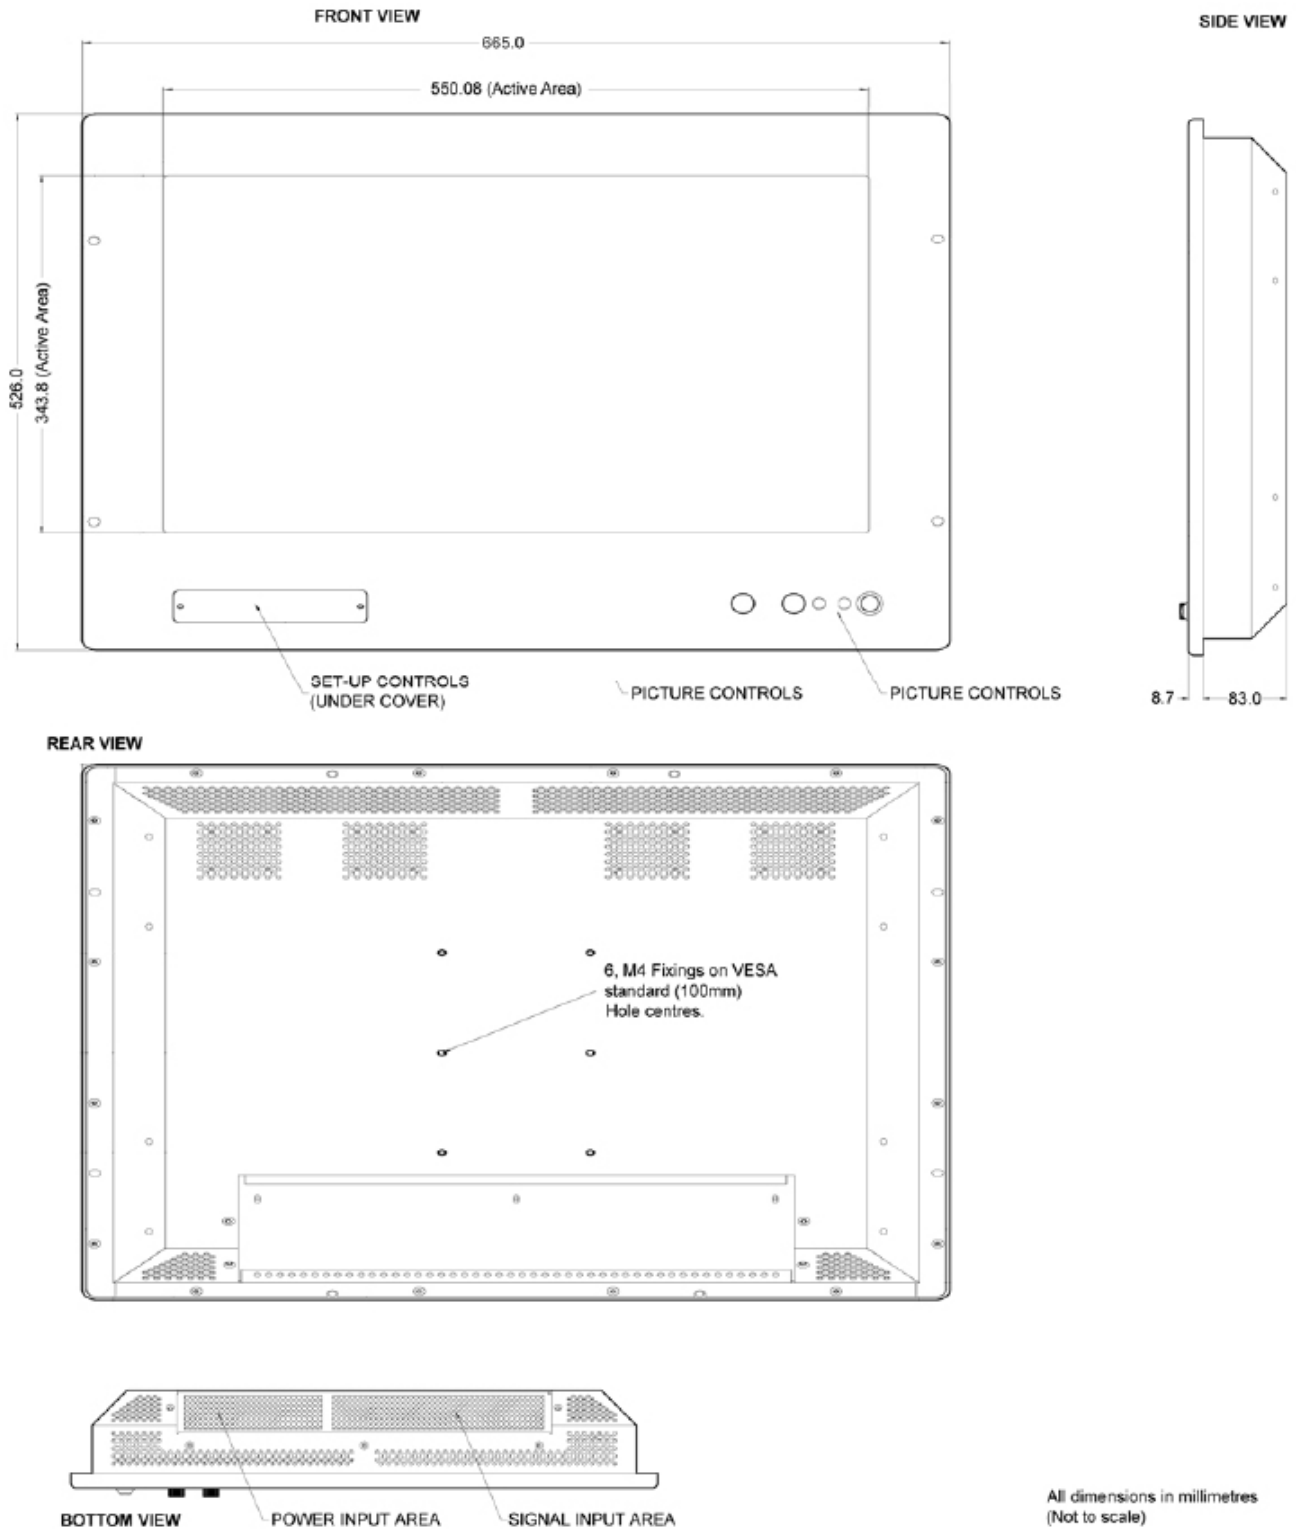 FRONT VIEW
SIDE VIEW
665.0
550.08 (Active Area)
526.0
343.8 (Active Area)
SET-UP CONTROLS
(UNDER COVER)
PICTURE CONTROLS
PICTURE CONTROLS
8.7
83.0
REAR VIEW
6, M4 Fixings on VESA
standard (100mm)
Hole centres.
BOTTOM VIEW
POWER INPUT AREA
SIGNAL INPUT AREA
All dimensions in millimetres
(Not to scale)